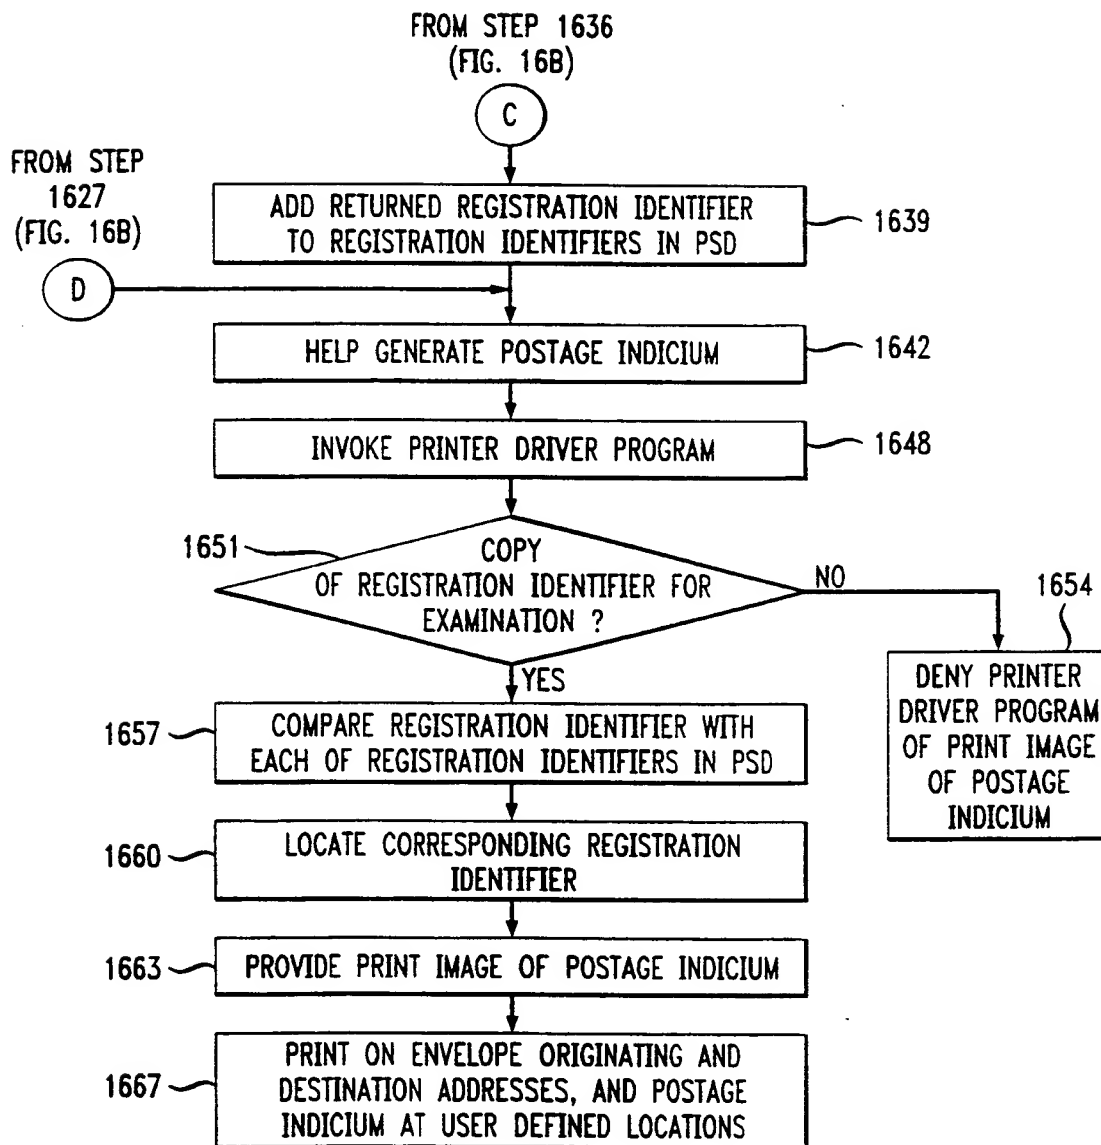 FROM STEP 1636
(FIG. 16B)
C
FROM STEP
1627
(FIG. 16B)
D
ADD RETURNED REGISTRATION IDENTIFIER
TO REGISTRATION IDENTIFIERS IN PSD
1639
HELP GENERATE POSTAGE INDICIUM
1642
INVOKE PRINTER DRIVER PROGRAM
1648
1651
COPY
OF REGISTRATION IDENTIFIER FOR
EXAMINATION ?
NO
1654
DENY PRINTER
DRIVER PROGRAM
OF PRINT IMAGE
OF POSTAGE
INDICIUM
YES
1657
COMPARE REGISTRATION IDENTIFIER WITH
EACH OF REGISTRATION IDENTIFIERS IN PSD
1660
LOCATE CORRESPONDING REGISTRATION
IDENTIFIER
1663
PROVIDE PRINT IMAGE OF POSTAGE INDICIUM
1667
PRINT ON ENVELOPE ORIGINATING AND
DESTINATION ADDRESSES, AND POSTAGE
INDICIUM AT USER DEFINED LOCATIONS